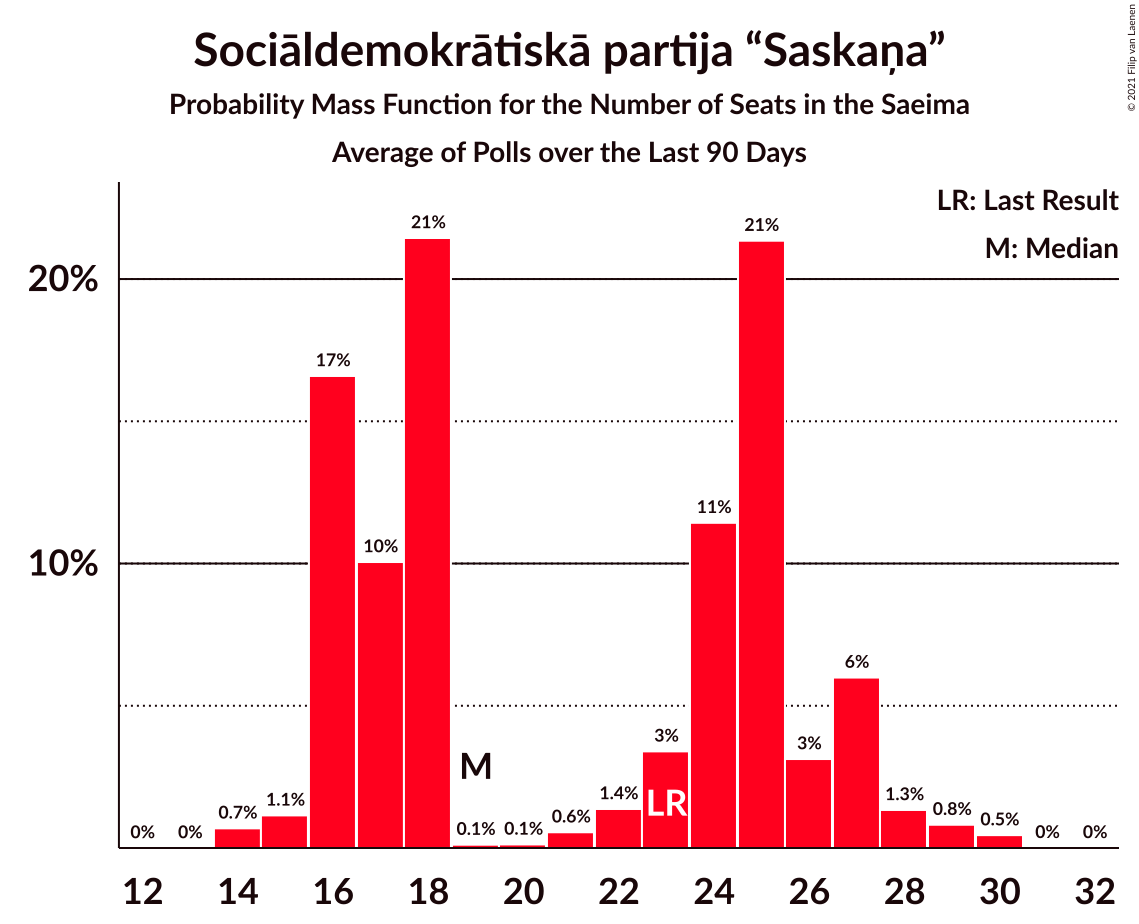 Sociāldemokrātiskā partija “Saskaņa”
Probability Mass Function for the Number of Seats in the Saeima
Average of Polls over the Last 90 Days
© 2021 Filip van Laenen
LR: Last Result
M: Median
20%
10%
0%
0%
0.7%
1.1%
17%
10%
21%
M
0.1%
0.1%
0.6%
1.4%
3%
LR
11%
21%
3%
6%
1.3%
0.8%
0.5%
0%
0%
12 14 16 18 20 22 24 26 28 30 32